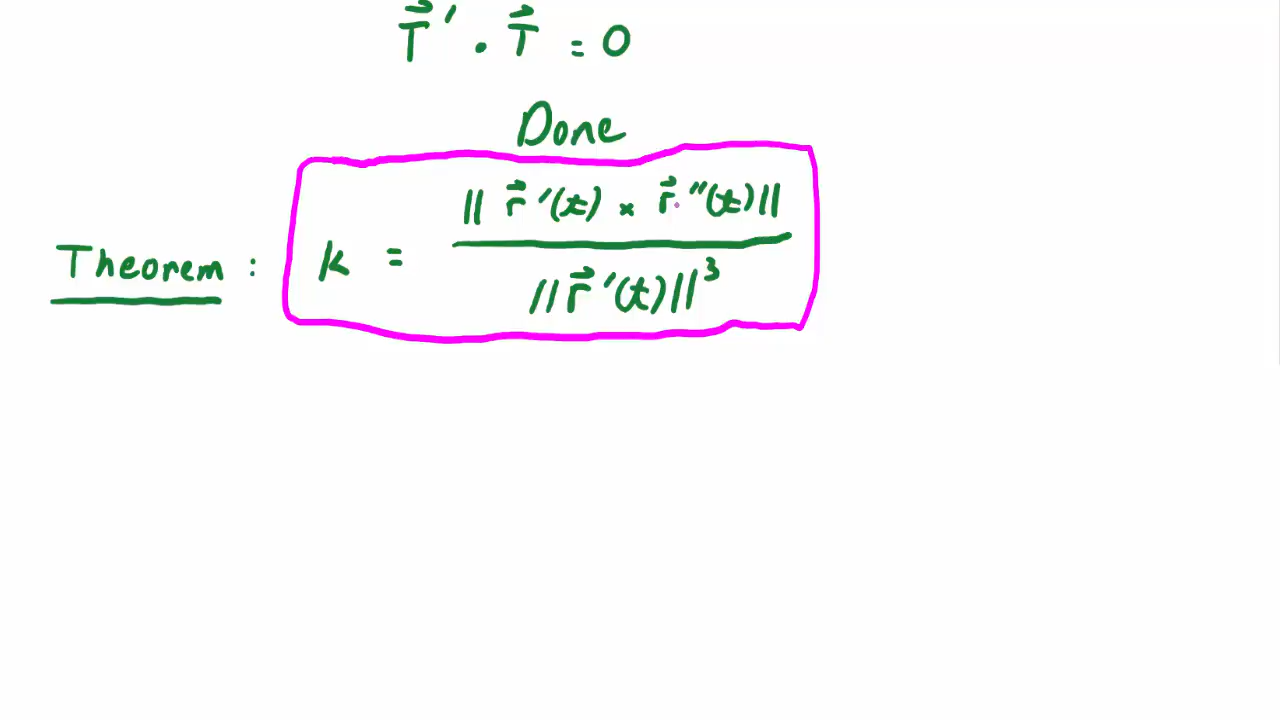 T⃗′ · T⃗ = 0
Done
Theorem : k = ‖ r⃗′(t) × r⃗″(t)‖ / ‖r⃗′(t)‖³